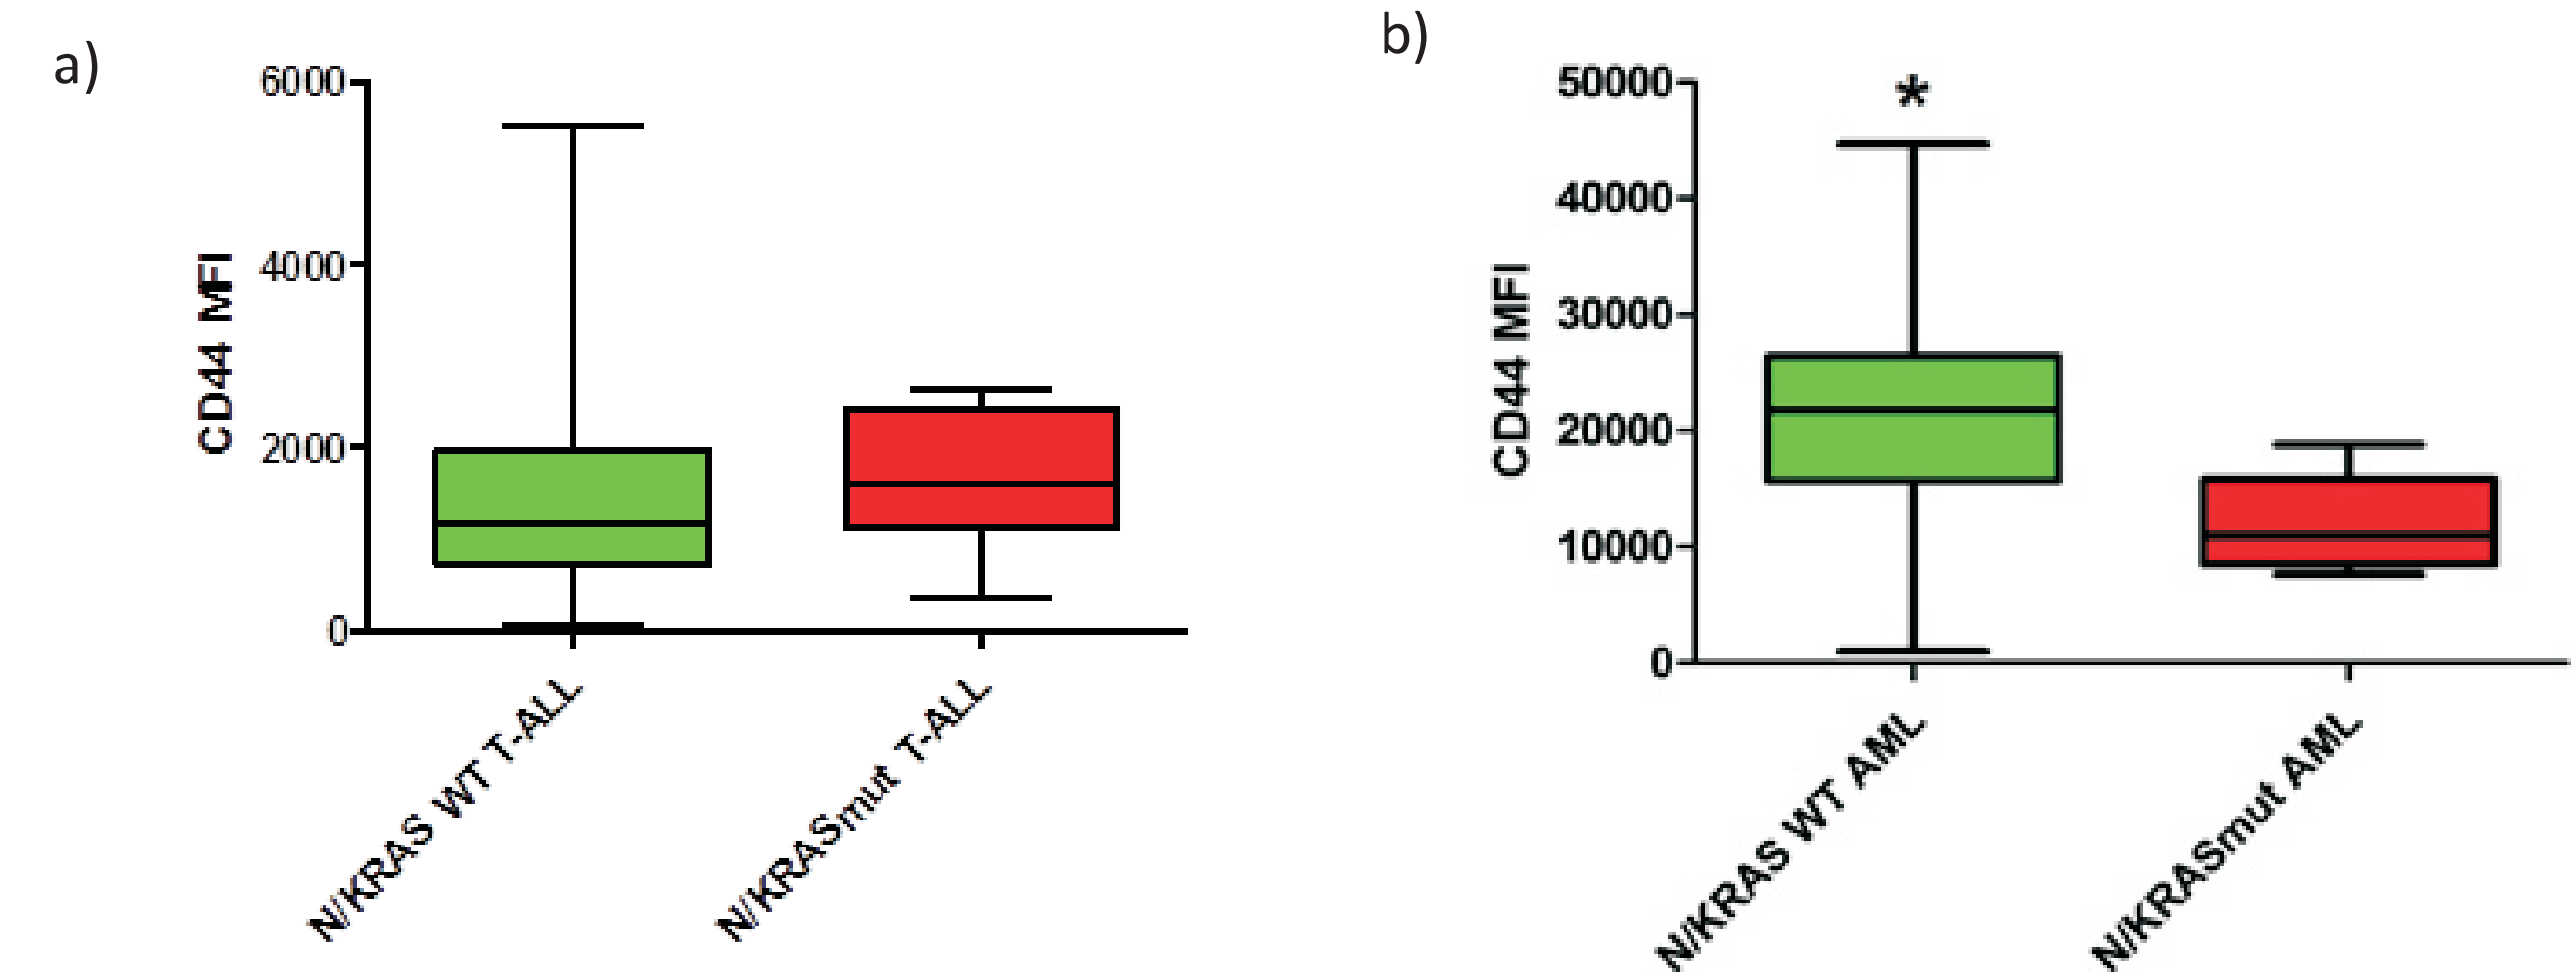 a)
6000
4000
2000
0
CD44 MFI
N/KRAS WT T-ALL
N/KRASmut T-ALL
b)
*
50000
40000
30000
20000
10000
0
CD44 MFI
N/KRAS WT AML
N/KRASmut AML